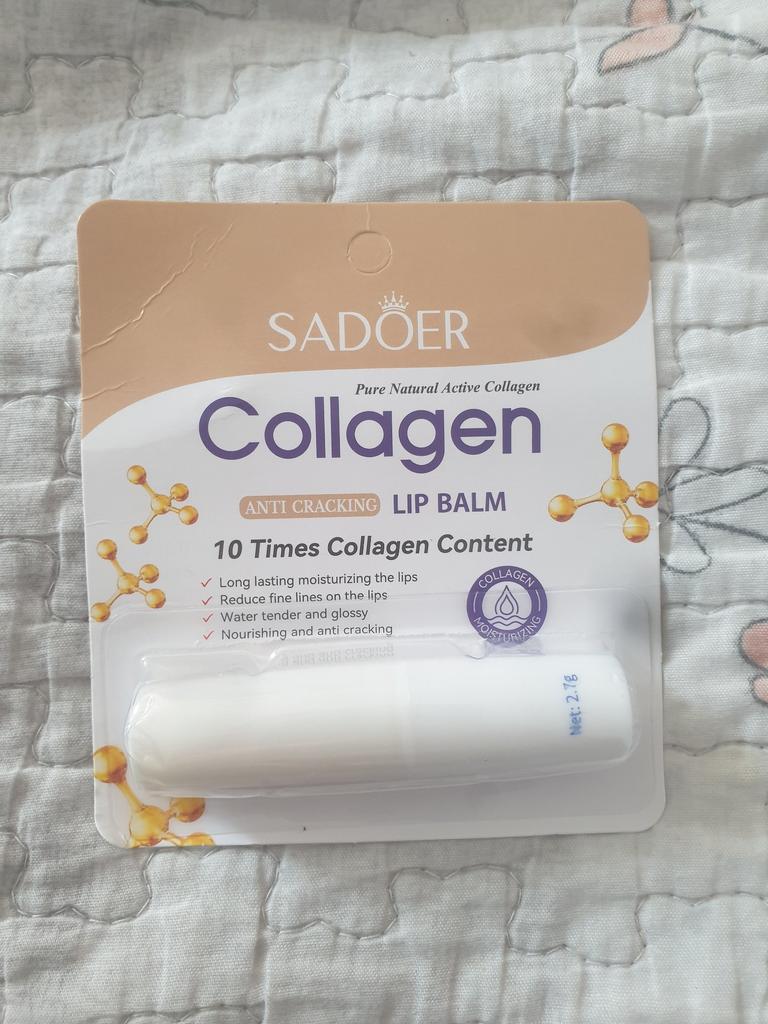 SADOER
Pure Natural Active Collagen
Collagen
ANTI CRACKING LIP BALM
10 Times Collagen Content
Long lasting moisturizing the lips
Reduce fine lines on the lips
Water tender and glossy
Nourishing and anti cracking
COLLAGEN
MOISTURIZING
Net: 2.7g